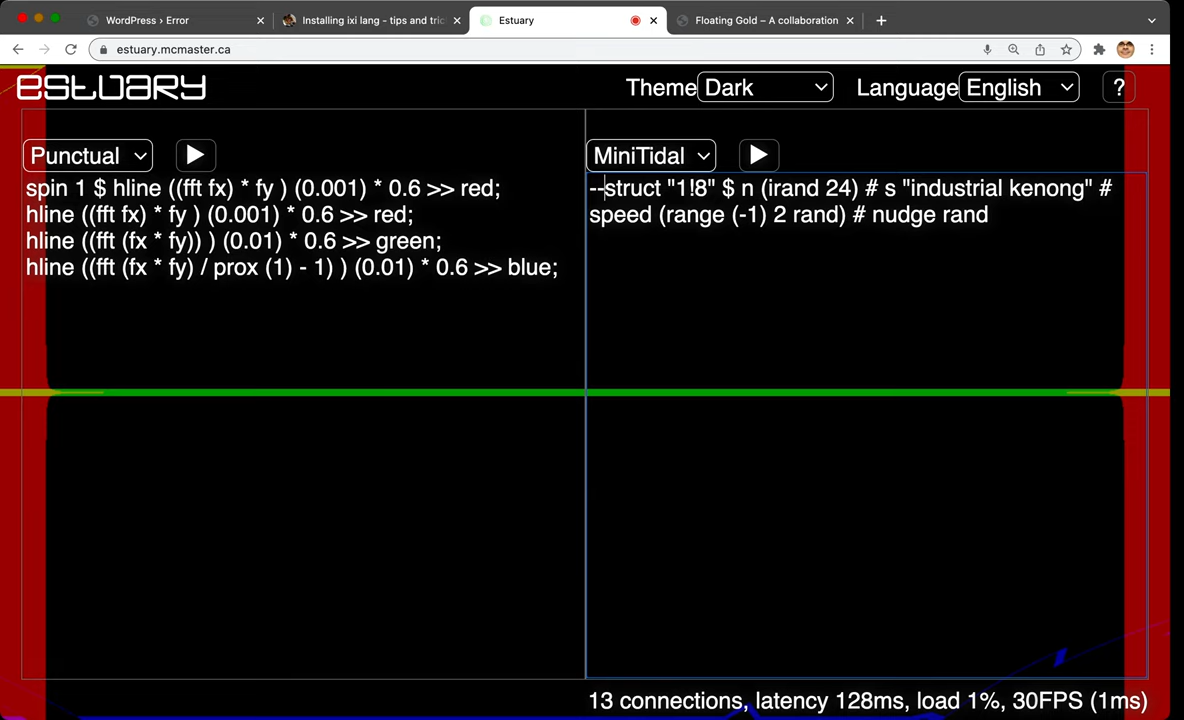 WordPress › Error
Installing ixi lang - tips and tric
Estuary
Floating Gold – A collaboration
estuary.mcmaster.ca
estuary
Theme Dark
Language English
?
Punctual
spin 1 $ hline ((fft fx) * fy ) (0.001) * 0.6 >> red;
hline ((fft fx) * fy ) (0.001) * 0.6 >> red;
hline ((fft (fx * fy)) ) (0.01) * 0.6 >> green;
hline ((fft (fx * fy) / prox (1) - 1) ) (0.01) * 0.6 >> blue;
MiniTidal
--struct "1!8" $ n (irand 24) # s "industrial kenong" #
speed (range (-1) 2 rand) # nudge rand
13 connections, latency 128ms, load 1%, 30FPS (1ms)